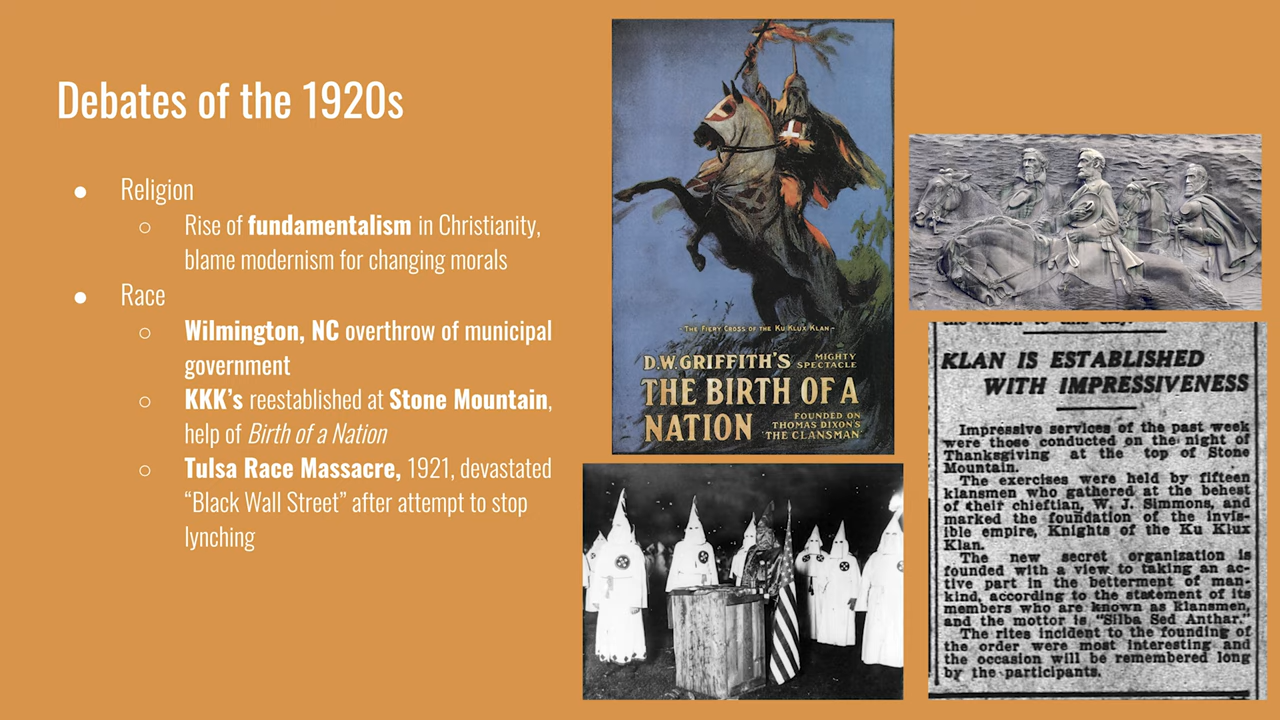 Debates of the 1920s
● Religion
○ Rise of fundamentalism in Christianity,
blame modernism for changing morals
● Race
○ Wilmington, NC overthrow of municipal
government
○ KKK's reestablished at Stone Mountain,
help of Birth of a Nation
○ Tulsa Race Massacre, 1921, devastated
“Black Wall Street” after attempt to stop
lynching
-"THE FIERY CROSS OF THE KU KLUX KLAN"-
D.W. GRIFFITH'S MIGHTY SPECTACLE
THE BIRTH OF A
NATION
FOUNDED ON
THOMAS DIXON'S
'THE CLANSMAN'
KLAN IS ESTABLISHED
WITH IMPRESSIVENESS
Impressive services of the past week
were those conducted on the night of
Thanksgiving at the top of Stone
Mountain.
The exercises were held by fifteen
klansmen who gathered at the behest
of their chieftian, W. J. Simmons, and
marked the foundation of the invis-
ible empire, Knights of the Ku Klux
Klan.
The new secret organization is
founded with a view to taking an ac-
tive part in the betterment of man-
kind, according to the statement of its
members who are known as klansmen,
and the mottor is, "Silba Sed Anthar."
The rites incident to the founding of
the order were most interesting and
the occasion will be remembered long
by the participants.